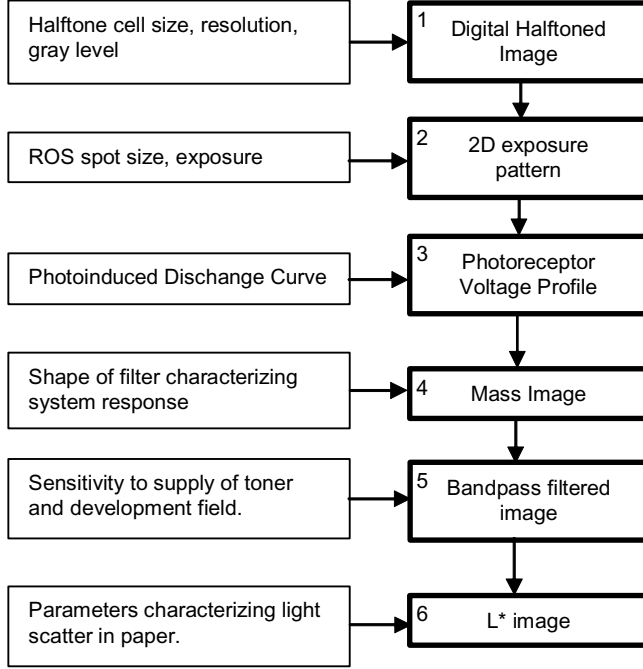 Halftone cell size, resolution,
gray level
1
Digital Halftoned
Image
ROS spot size, exposure
2
2D exposure
pattern
Photoinduced Dischange Curve
3
Photoreceptor
Voltage Profile
Shape of filter characterizing
system response
4
Mass Image
Sensitivity to supply of toner
and development field.
5
Bandpass filtered
image
Parameters characterizing light
scatter in paper.
6
L* image